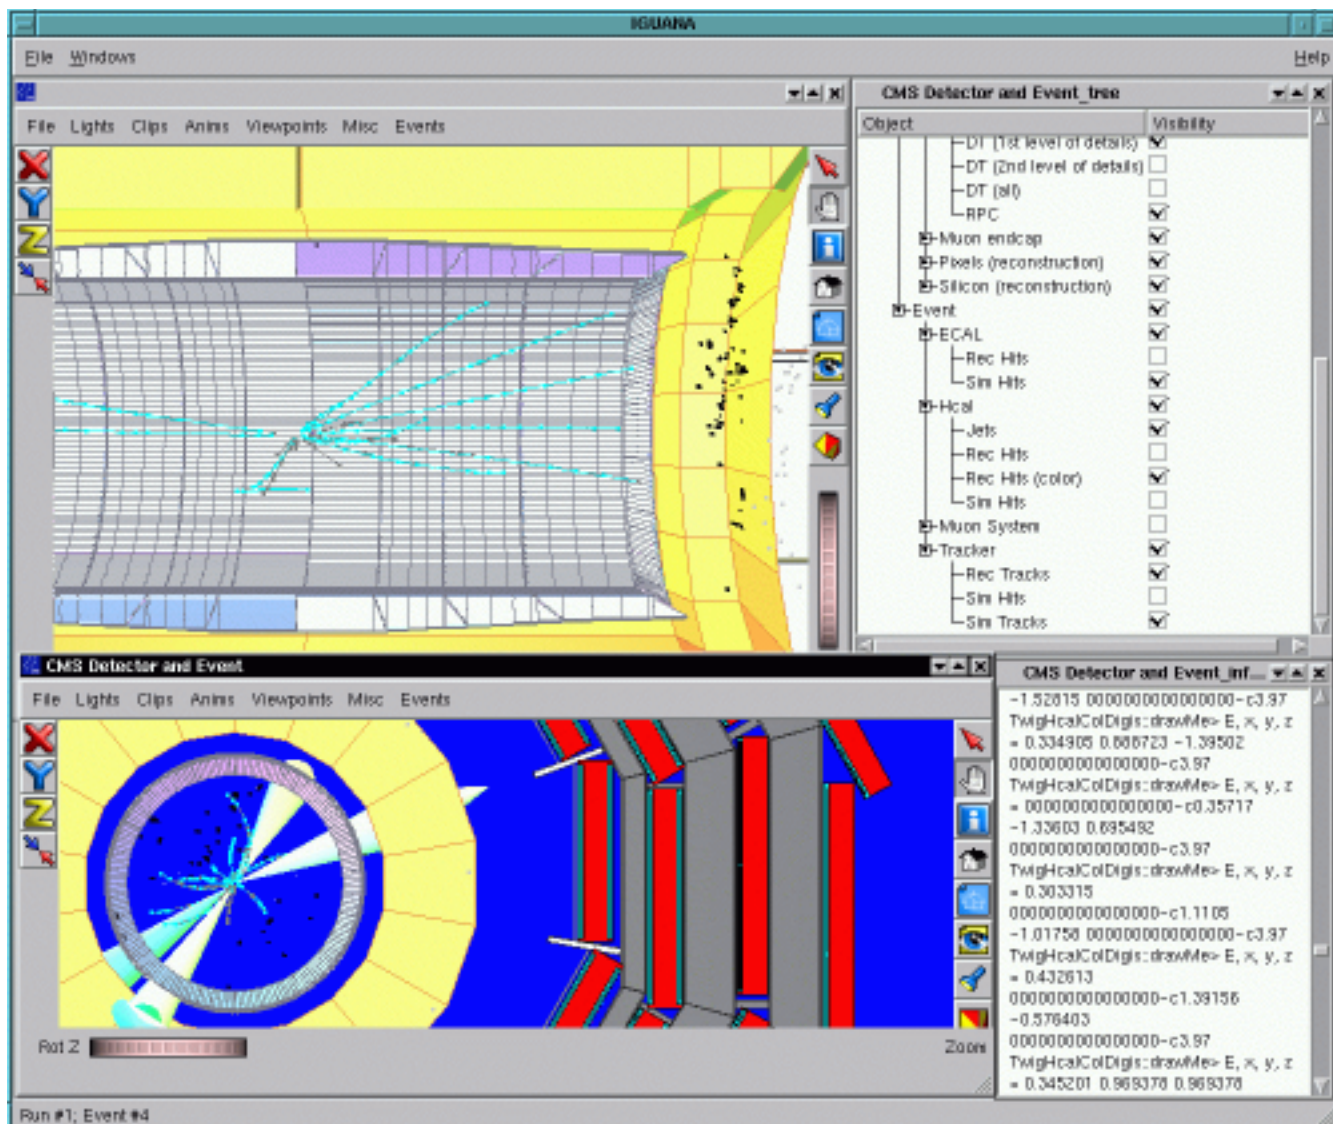 IGUANA
File Windows Help
File Lights Clips Anims Viewpoints Misc Events
CMS Detector and Event_tree
Object Visibility
DT (1st level of details)
DT (2nd level of details)
DT (all)
RPC
Muon endcap
Pixels (reconstruction)
Silicon (reconstruction)
Event
ECAL
Rec Hits
Sim Hits
Hcal
Jets
Rec Hits
Rec Hits (color)
Sim Hits
Muon System
Tracker
Rec Tracks
Sim Hits
Sim Tracks
CMS Detector and Event
File Lights Clips Anims Viewpoints Misc Events
Rot Z Zoom
CMS Detector and Event_inf...
-1.52815 0000000000000000-c3.97
TwigHcalColDigis::drawMe> E, x, y, z
= 0.334905 0.888723 -1.39502
0000000000000000-c3.97
TwigHcalColDigis::drawMe> E, x, y, z
= 0000000000000000-c0.35717
-1.33603 0.695492
0000000000000000-c3.97
TwigHcalColDigis::drawMe> E, x, y, z
= 0.303315
0000000000000000-c1.1105
-1.01758 0000000000000000-c3.97
TwigHcalColDigis::drawMe> E, x, y, z
= 0.432613
0000000000000000-c1.39156
-0.576403
0000000000000000-c3.97
TwigHcalColDigis::drawMe> E, x, y, z
= 0.345201 0.969378 0.969378
Run #1; Event #4